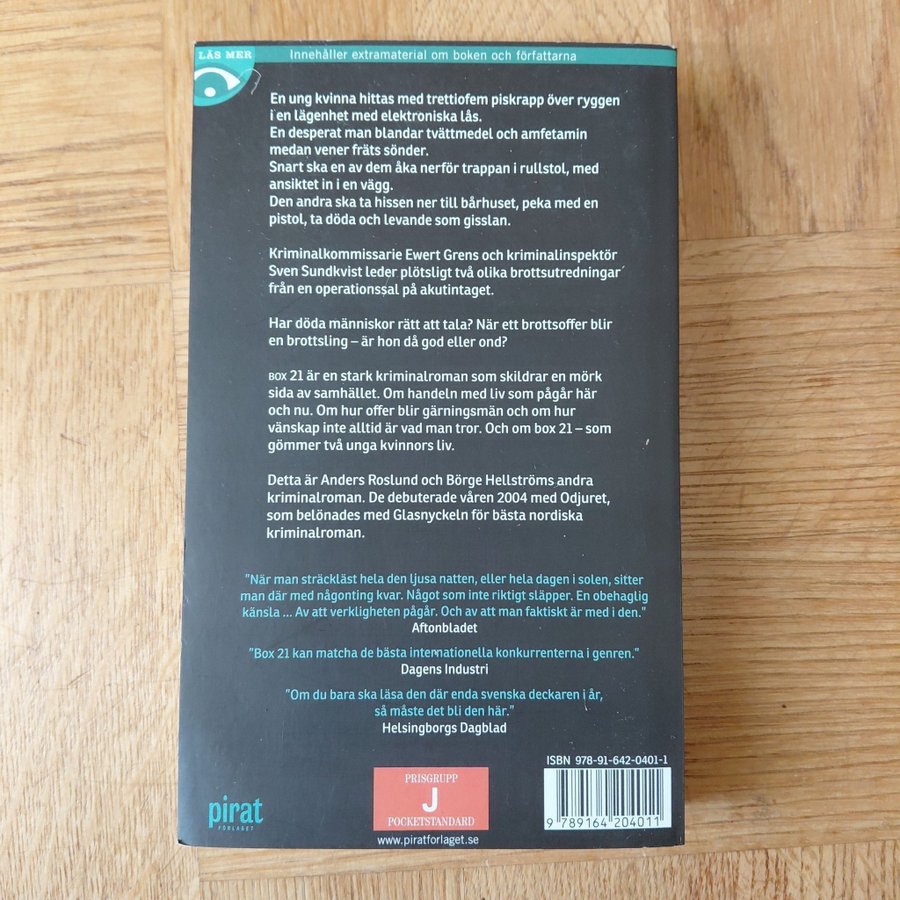 LÄS MER
Innehåller extramaterial om boken och författarna
En ung kvinna hittas med trettiofem piskrapp över ryggen
i en lägenhet med elektroniska lås.
En desperat man blandar tvättmedel och amfetamin
medan vener fräts sönder.
Snart ska en av dem åka nerför trappan i rullstol, med
ansiktet in i en vägg.
Den andra ska ta hissen ner till bårhuset, peka med en
pistol, ta döda och levande som gisslan.
Kriminalkommissarie Ewert Grens och kriminalinspektör
Sven Sundkvist leder plötsligt två olika brottsutredningar
från en operationssal på akutintaget.
Har döda människor rätt att tala? När ett brottsoffer blir
en brottsling – är hon då god eller ond?
BOX 21 är en stark kriminalroman som skildrar en mörk
sida av samhället. Om handeln med liv som pågår här
och nu. Om hur offer blir gärningsmän och om hur
vänskap inte alltid är vad man tror. Och om box 21 – som
gömmer två unga kvinnors liv.
Detta är Anders Roslund och Börge Hellströms andra
kriminalroman. De debuterade våren 2004 med Odjuret,
som belönades med Glasnyckeln för bästa nordiska
kriminalroman.
”När man sträckläst hela den ljusa natten, eller hela dagen i solen, sitter
man där med någonting kvar. Något som inte riktigt släpper. En obehaglig
känsla ... Av att verkligheten pågår. Och av att man faktiskt är med i den.”
Aftonbladet
”Box 21 kan matcha de bästa internationella konkurrenterna i genren.”
Dagens Industri
”Om du bara ska läsa den där enda svenska deckaren i år,
så måste det bli den här.”
Helsingborgs Dagblad
ISBN 978-91-642-0401-1
pirat
FÖRLAGET
PRISGRUPP
J
POCKETSTANDARD
www.piratforlaget.se
9 789164 204011